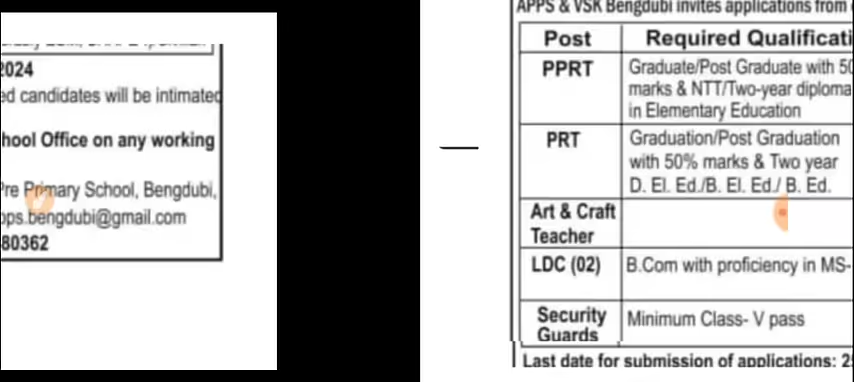 2024
ed candidates will be intimated
hool Office on any working
Pre Primary School, Bengdubi,
pps.bengdubi@gmail.com
80362
APPS & VSK Bengdubi invites applications from
Post Required Qualificati
PPRT Graduate/Post Graduate with 50
marks & NTT/Two-year diploma
in Elementary Education
PRT Graduation/Post Graduation
with 50% marks & Two year
D. El. Ed./B. El. Ed./ B. Ed.
Art & Craft
Teacher
LDC (02) B.Com with proficiency in MS-
Security
Guards Minimum Class- V pass
Last date for submission of applications: 2